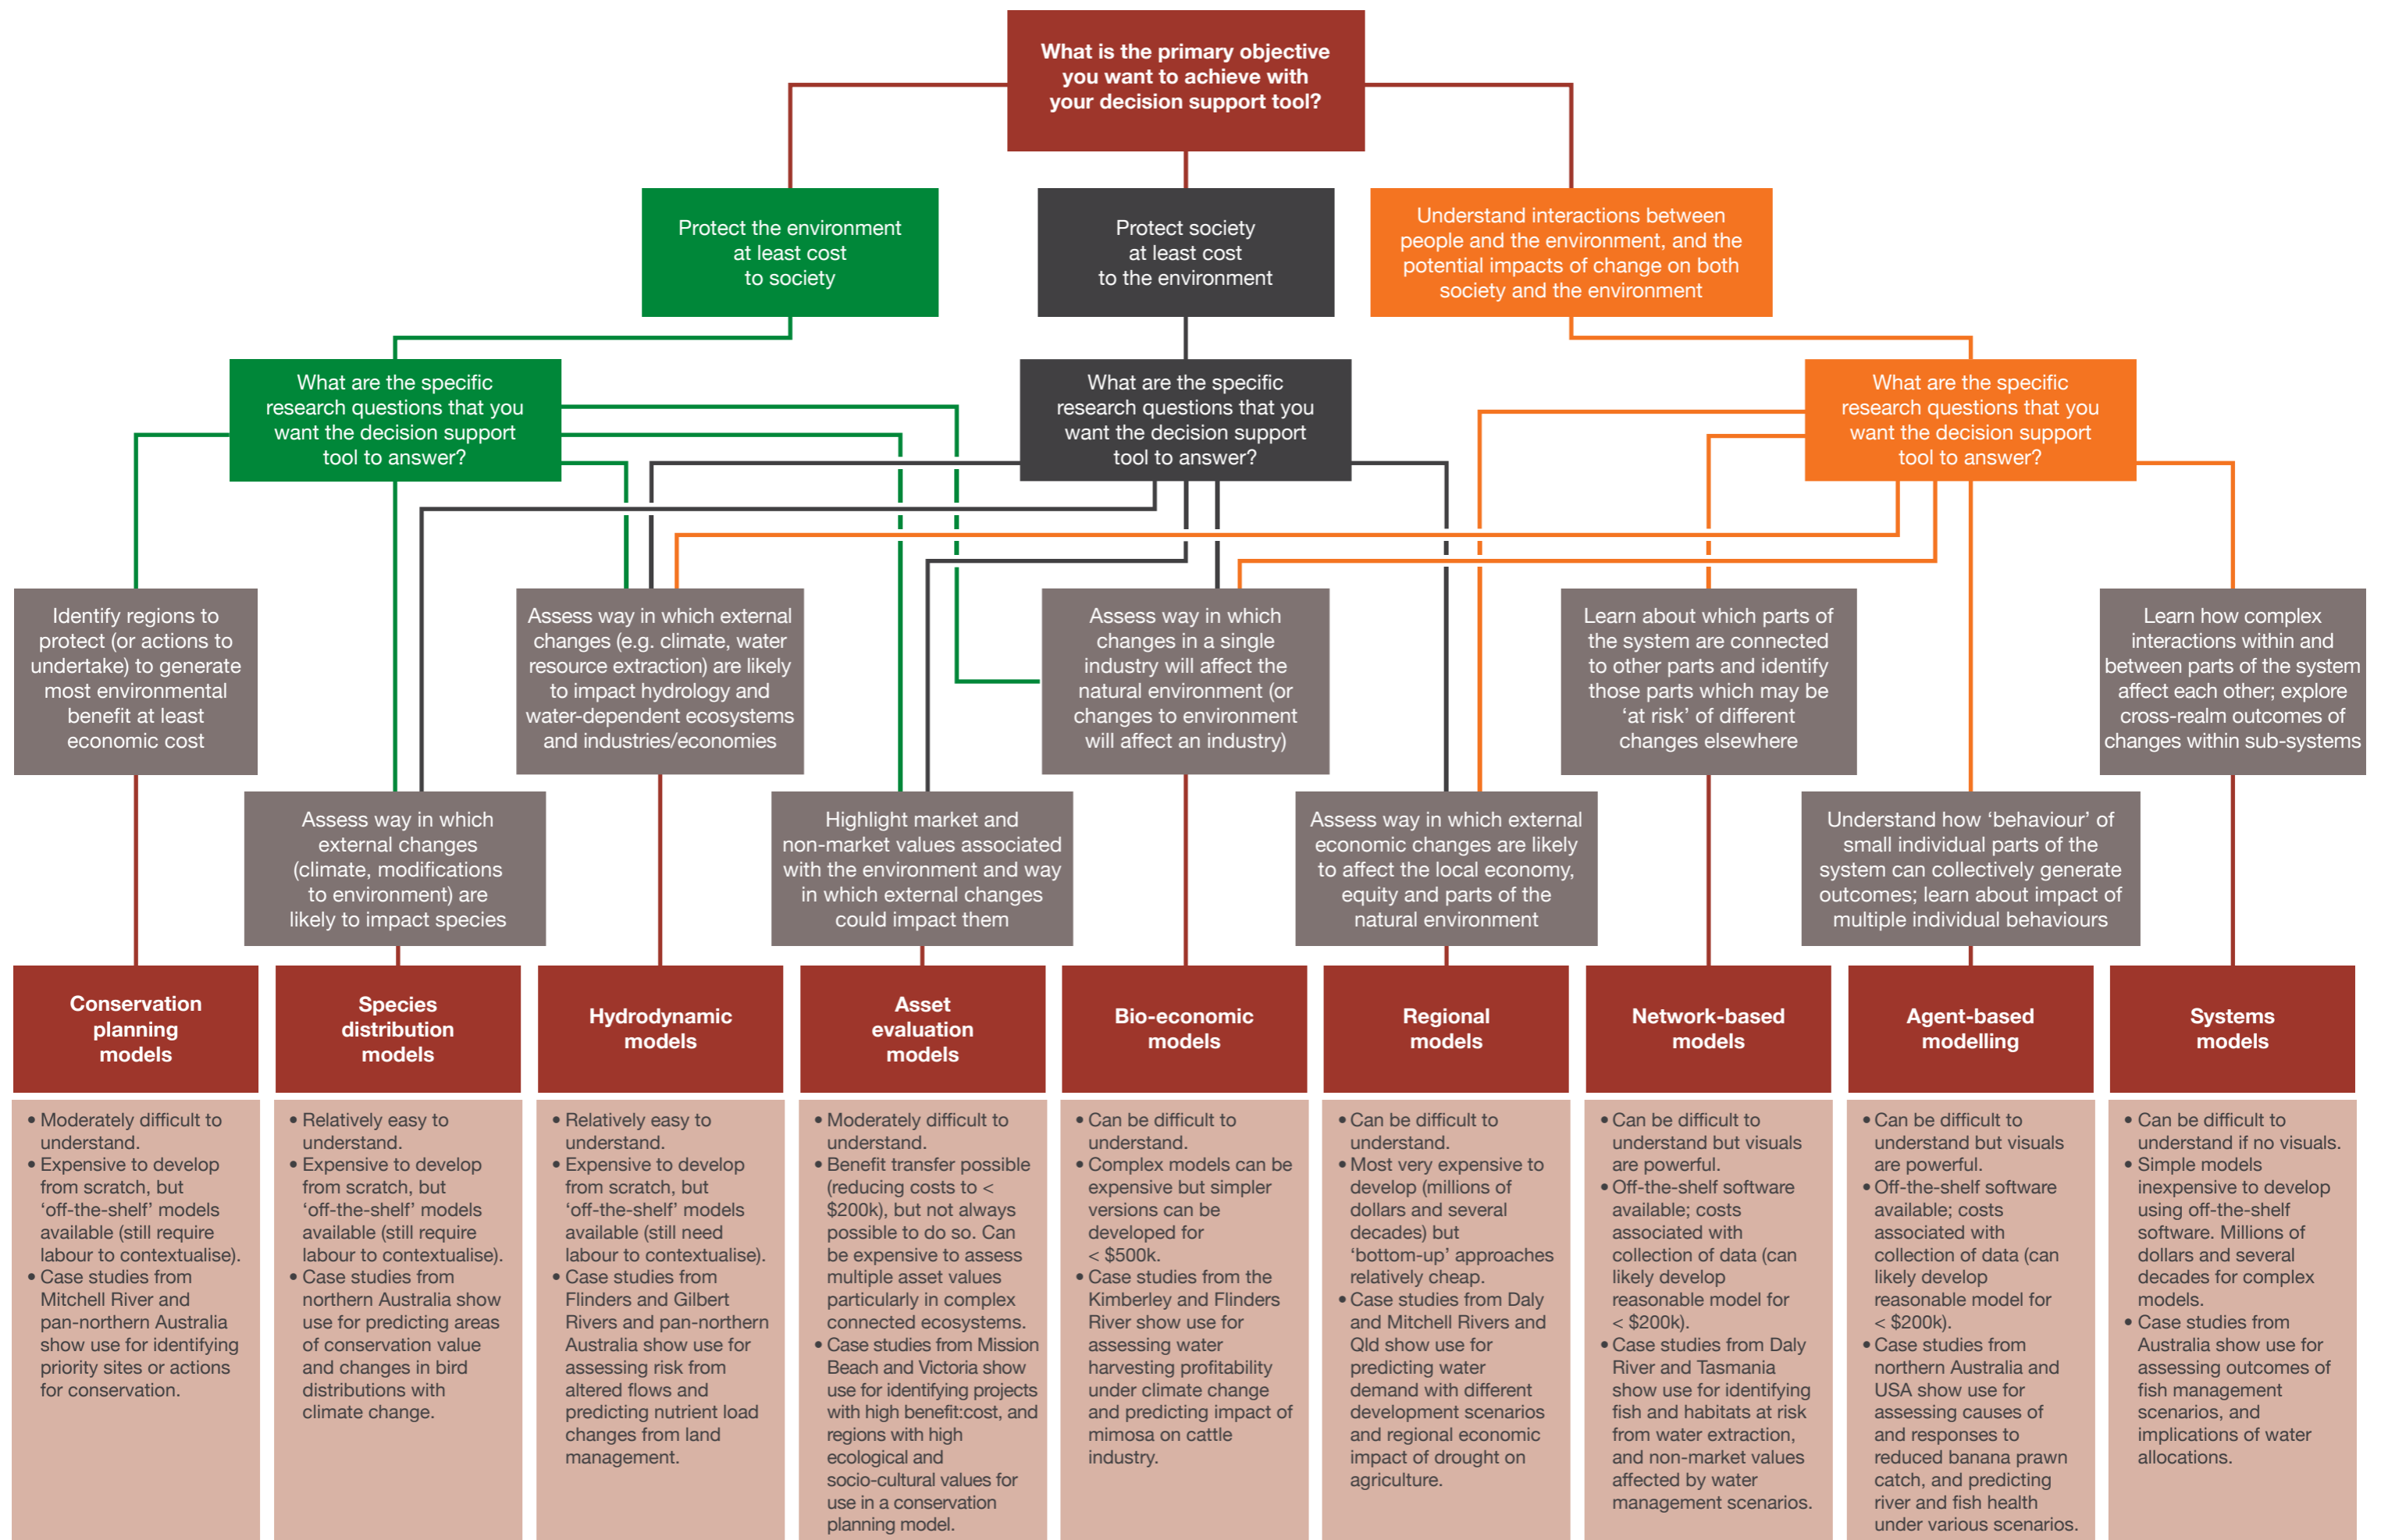 What is the primary objective
you want to achieve with
your decision support tool?
Protect the environment
at least cost
to society
Protect society
at least cost
to the environment
Understand interactions between
people and the environment, and the
potential impacts of change on both
society and the environment
What are the specific
research questions that you
want the decision support
tool to answer?
What are the specific
research questions that you
want the decision support
tool to answer?
What are the specific
research questions that you
want the decision support
tool to answer?
Identify regions to
protect (or actions to
undertake) to generate
most environmental
benefit at least
economic cost
Assess way in which external
changes (e.g. climate, water
resource extraction) are likely
to impact hydrology and
water-dependent ecosystems
and industries/economies
Assess way in which
changes in a single
industry will affect the
natural environment (or
changes to environment
will affect an industry)
Learn about which parts of
the system are connected
to other parts and identify
those parts which may be
‘at risk’ of different
changes elsewhere
Learn how complex
interactions within and
between parts of the system
affect each other; explore
cross-realm outcomes of
changes within sub-systems
Assess way in which
external changes
(climate, modifications
to environment) are
likely to impact species
Highlight market and
non-market values associated
with the environment and way
in which external changes
could impact them
Assess way in which external
economic changes are likely
to affect the local economy,
equity and parts of the
natural environment
Understand how ‘behaviour’ of
small individual parts of the
system can collectively generate
outcomes; learn about impact of
multiple individual behaviours
Conservation
planning
models
Species
distribution
models
Hydrodynamic
models
Asset
evaluation
models
Bio-economic
models
Regional
models
Network-based
models
Agent-based
modelling
Systems
models
• Moderately difficult to
understand.
• Expensive to develop
from scratch, but
‘off-the-shelf’ models
available (still require
labour to contextualise).
• Case studies from
Mitchell River and
pan-northern Australia
show use for identifying
priority sites or actions
for conservation.
• Relatively easy to
understand.
• Expensive to develop
from scratch, but
‘off-the-shelf’ models
available (still require
labour to contextualise).
• Case studies from
northern Australia show
use for predicting areas
of conservation value
and changes in bird
distributions with
climate change.
• Relatively easy to
understand.
• Expensive to develop
from scratch, but
‘off-the-shelf’ models
available (still need
labour to contextualise).
• Case studies from
Flinders and Gilbert
Rivers and pan-northern
Australia show use for
assessing risk from
altered flows and
predicting nutrient load
changes from land
management.
• Moderately difficult to
understand.
• Benefit transfer possible
(reducing costs to <
$200k), but not always
possible to do so. Can
be expensive to assess
multiple asset values
particularly in complex
connected ecosystems.
• Case studies from Mission
Beach and Victoria show
use for identifying projects
with high benefit:cost, and
regions with high
ecological and
socio-cultural values for
use in a conservation
planning model.
• Can be difficult to
understand.
• Complex models can be
expensive but simpler
versions can be
developed for
< $500k.
• Case studies from the
Kimberley and Flinders
River show use for
assessing water
harvesting profitability
under climate change
and predicting impact of
mimosa on cattle
industry.
• Can be difficult to
understand.
• Most very expensive to
develop (millions of
dollars and several
decades) but
‘bottom-up’ approaches
relatively cheap.
• Case studies from Daly
and Mitchell Rivers and
Qld show use for
predicting water
demand with different
development scenarios
and regional economic
impact of drought on
agriculture.
• Can be difficult to
understand but visuals
are powerful.
• Off-the-shelf software
available; costs
associated with
collection of data (can
likely develop
reasonable model for
< $200k).
• Case studies from Daly
River and Tasmania
show use for identifying
fish and habitats at risk
from water extraction,
and non-market values
affected by water
management scenarios.
• Can be difficult to
understand but visuals
are powerful.
• Off-the-shelf software
available; costs
associated with
collection of data (can
likely develop
reasonable model for
< $200k).
• Case studies from
northern Australia and
USA show use for
assessing causes of
and responses to
reduced banana prawn
catch, and predicting
river and fish health
under various scenarios.
• Can be difficult to
understand if no visuals.
• Simple models
inexpensive to develop
using off-the-shelf
software. Millions of
dollars and several
decades for complex
models.
• Case studies from
Australia show use for
assessing outcomes of
fish management
scenarios, and
implications of water
allocations.